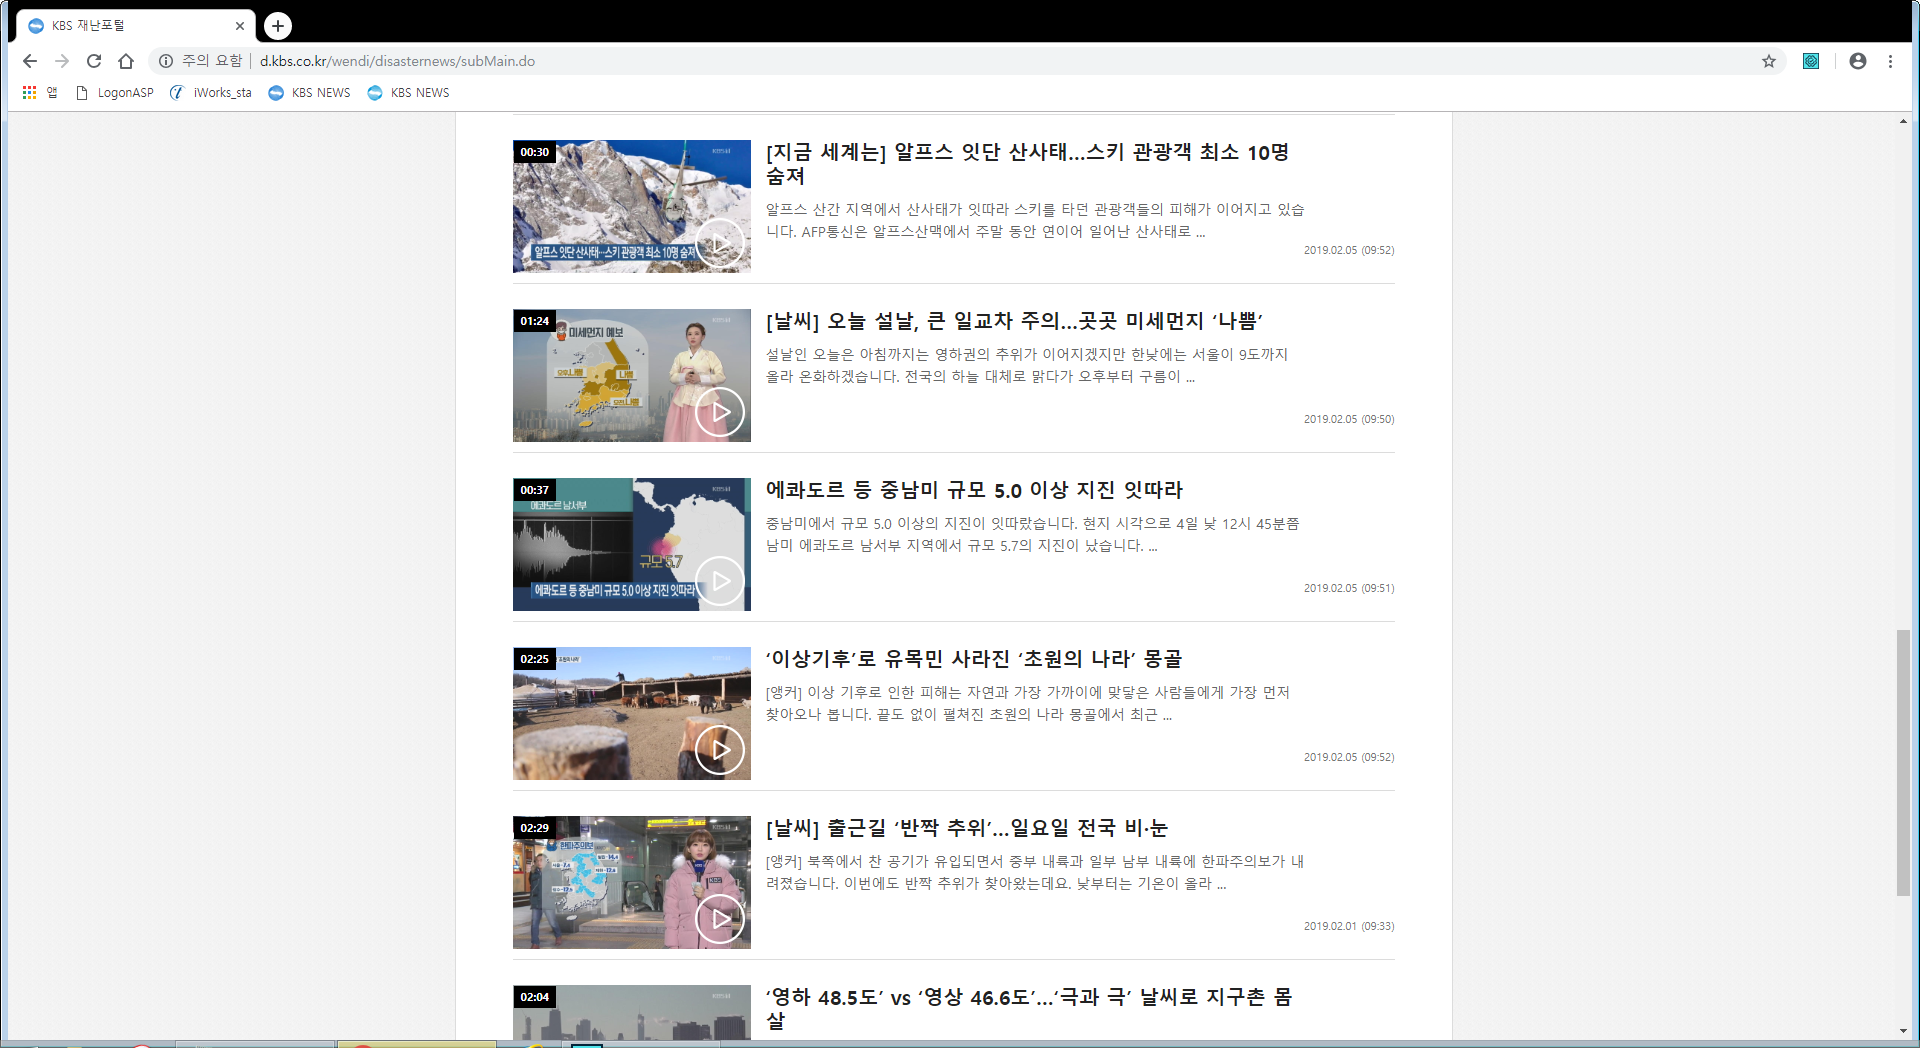 KBS 재난포털
주의 요함 | d.kbs.co.kr/wendi/disasternews/subMain.do
앱 LogonASP iWorks_sta KBS NEWS KBS NEWS
00:30
알프스 잇단 산사태…스키 관광객 최소 10명 숨져
[지금 세계는] 알프스 잇단 산사태…스키 관광객 최소 10명
숨져
알프스 산간 지역에서 산사태가 잇따라 스키를 타던 관광객들의 피해가 이어지고 있습
니다. AFP통신은 알프스산맥에서 주말 동안 연이어 일어난 산사태로 ...
2019.02.05 (09:52)
01:24
미세먼지 예보
오후나쁨
나쁨
오전나쁨
[날씨] 오늘 설날, 큰 일교차 주의…곳곳 미세먼지 ‘나쁨’
설날인 오늘은 아침까지는 영하권의 추위가 이어지겠지만 한낮에는 서울이 9도까지
올라 온화하겠습니다. 전국의 하늘 대체로 맑다가 오후부터 구름이 ...
2019.02.05 (09:50)
00:37
에콰도르 남서부
규모 5.7
에콰도르 등 중남미 규모 5.0 이상 지진 잇따라
에콰도르 등 중남미 규모 5.0 이상 지진 잇따라
중남미에서 규모 5.0 이상의 지진이 잇따랐습니다. 현지 시각으로 4일 낮 12시 45분쯤
남미 에콰도르 남서부 지역에서 규모 5.7의 지진이 났습니다. ...
2019.02.05 (09:51)
02:25
‘이상기후’로 유목민 사라진 ‘초원의 나라’ 몽골
[앵커] 이상 기후로 인한 피해는 자연과 가장 가까이에 맞닿은 사람들에게 가장 먼저
찾아오나 봅니다. 끝도 없이 펼쳐진 초원의 나라 몽골에서 최근 ...
2019.02.05 (09:52)
02:29
한파주의보
[날씨] 출근길 ‘반짝 추위’…일요일 전국 비·눈
[앵커] 북쪽에서 찬 공기가 유입되면서 중부 내륙과 일부 남부 내륙에 한파주의보가 내
려졌습니다. 이번에도 반짝 추위가 찾아왔는데요. 낮부터는 기온이 올라 ...
2019.02.01 (09:33)
02:04
‘영하 48.5도’ vs ‘영상 46.6도’…‘극과 극’ 날씨로 지구촌 몸
살